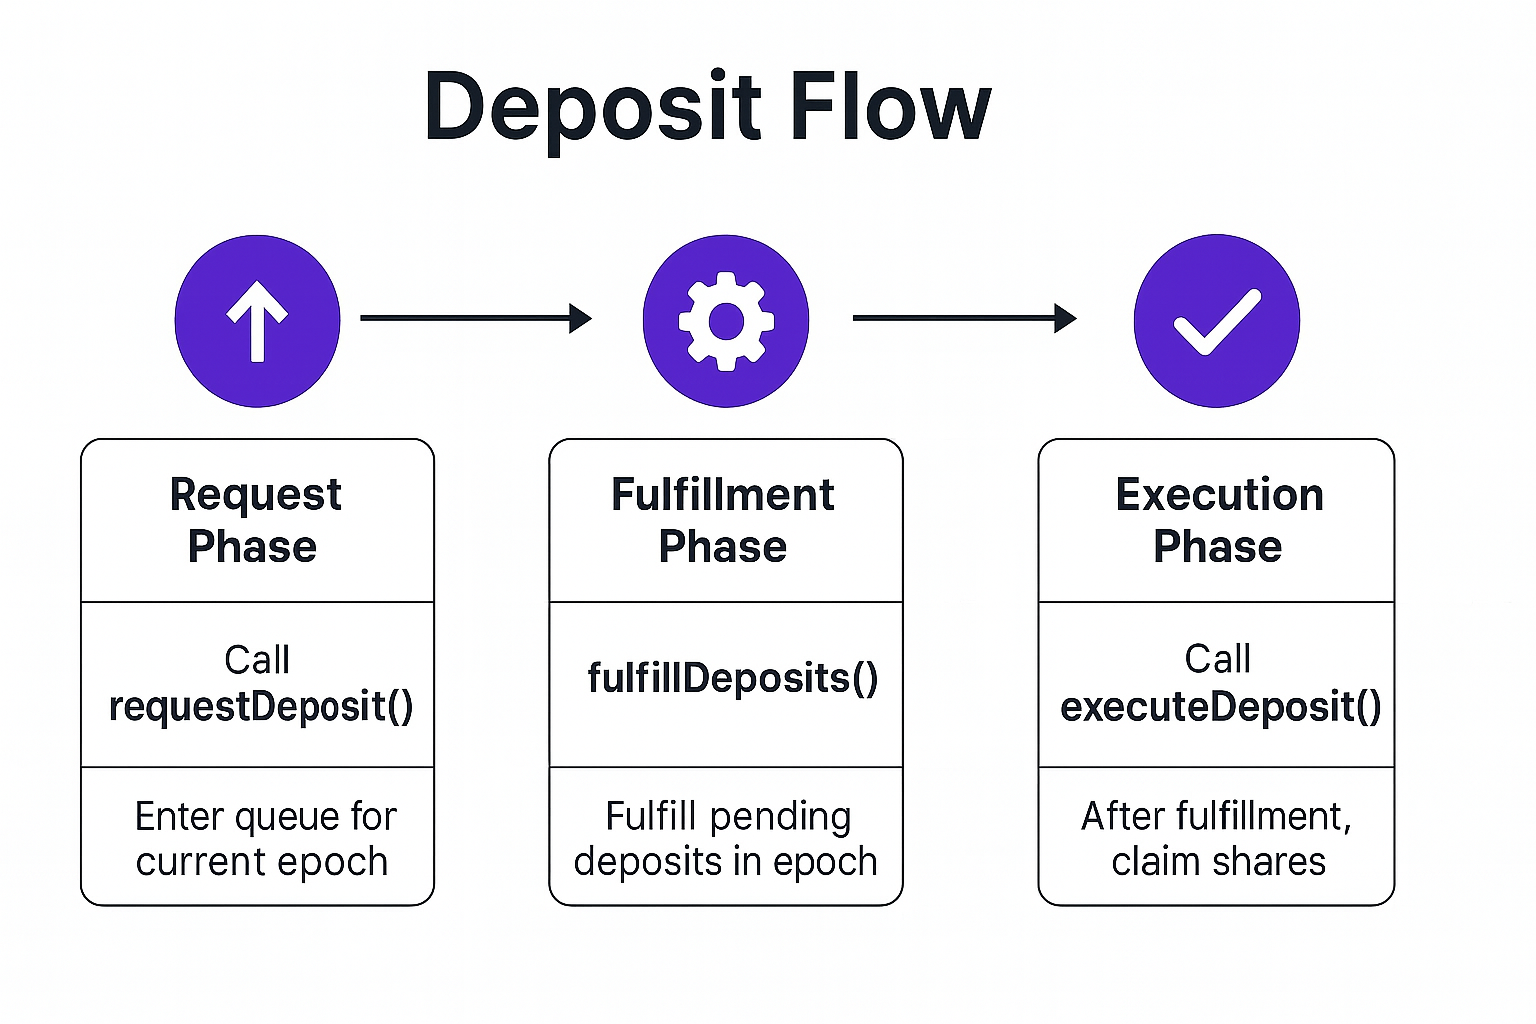 Deposit Flow
Request
Phase
Call
requestDeposit()
Enter queue for
current epoch
Fulfillment
Phase
fulfillDeposits()
Fulfill pending
deposits in epoch
Execution
Phase
Call
executeDeposit()
After fulfillment,
claim shares